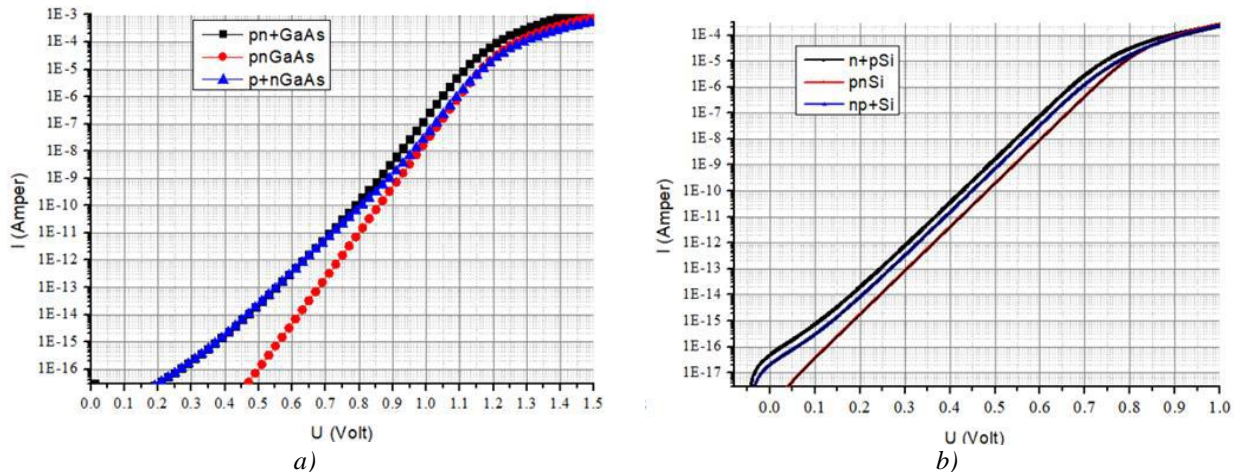 1E-3
1E-4
1E-5
1E-6
1E-7
1E-8
1E-9
1E-10
1E-11
1E-12
1E-13
1E-14
1E-15
1E-16
I (Amper)
pn+GaAs
pnGaAs
p+nGaAs
0.0 0.1 0.2 0.3 0.4 0.5 0.6 0.7 0.8 0.9 1.0 1.1 1.2 1.3 1.4 1.5
U (Volt)
a)
1E-3
1E-4
1E-5
1E-6
1E-7
1E-8
1E-9
1E-10
1E-11
1E-12
1E-13
1E-14
1E-15
1E-16
1E-17
I (Amper)
n+pSi
pnSi
np+Si
0.0 0.1 0.2 0.3 0.4 0.5 0.6 0.7 0.8 0.9 1.0
U (Volt)
b)